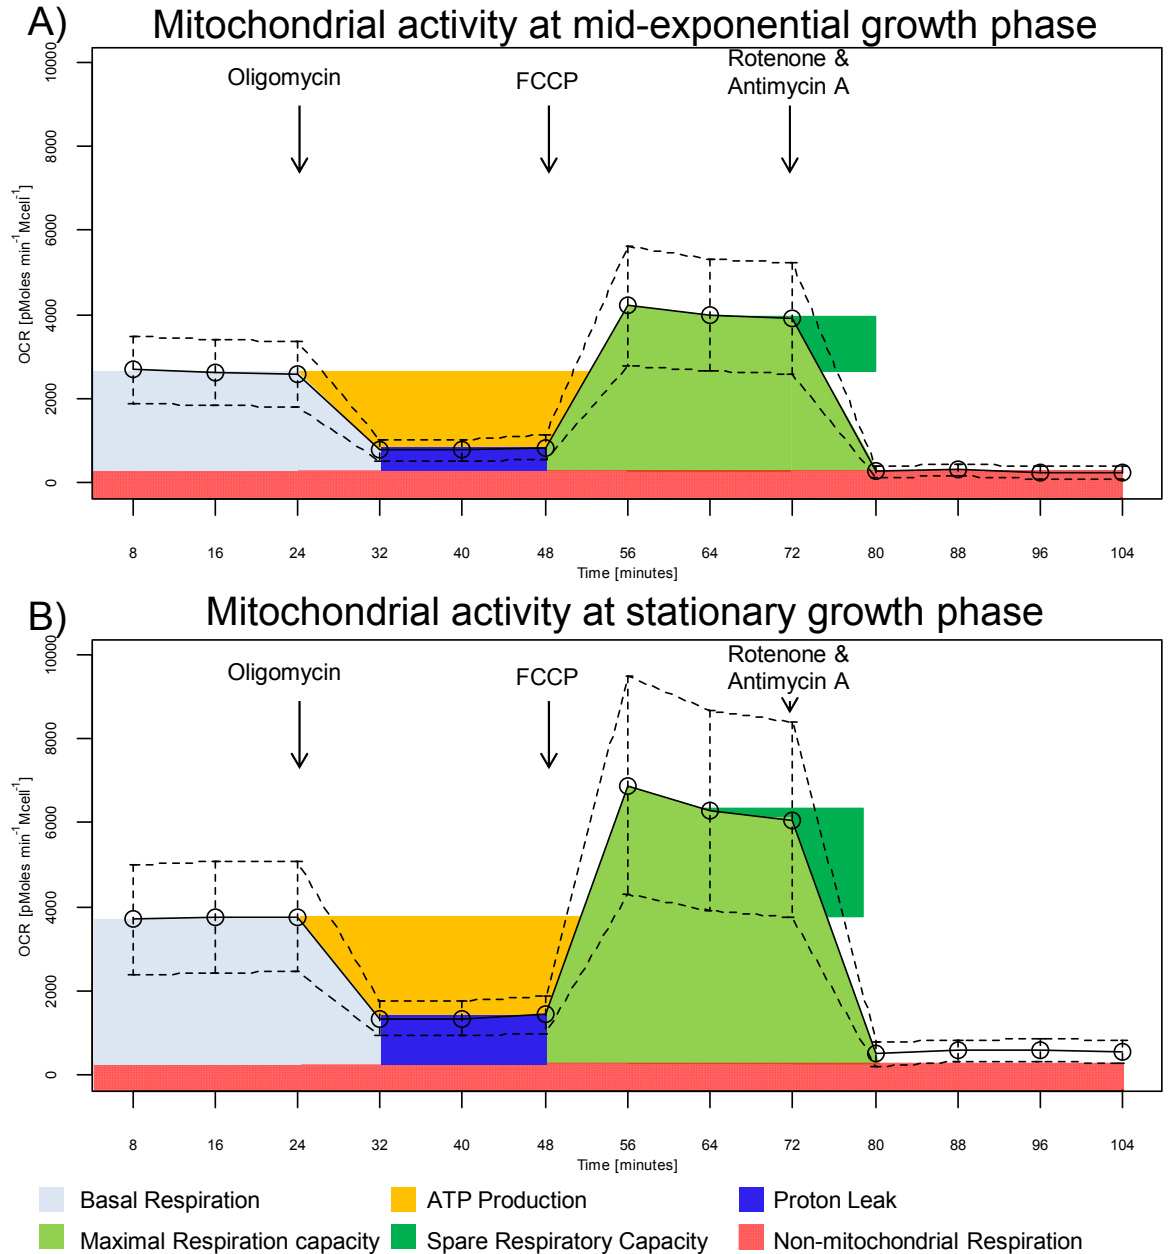 A)
Mitochondrial activity at mid-exponential growth phase
Oligomycin
FCCP
Rotenone &
Antimycin A
OCR [pMoles min⁻¹Mcell⁻¹]
10000
8000
6000
4000
2000
0
8 16 24 32 40 48 56 64 72 80 88 96 104
Time [minutes]
B)
Mitochondrial activity at stationary growth phase
Oligomycin
FCCP
Rotenone &
Antimycin A
OCR [pMoles min⁻¹Mcell⁻¹]
10000
8000
6000
4000
2000
0
8 16 24 32 40 48 56 64 72 80 88 96 104
Time [minutes]
Basal Respiration
ATP Production
Proton Leak
Maximal Respiration capacity
Spare Respiratory Capacity
Non-mitochondrial Respiration